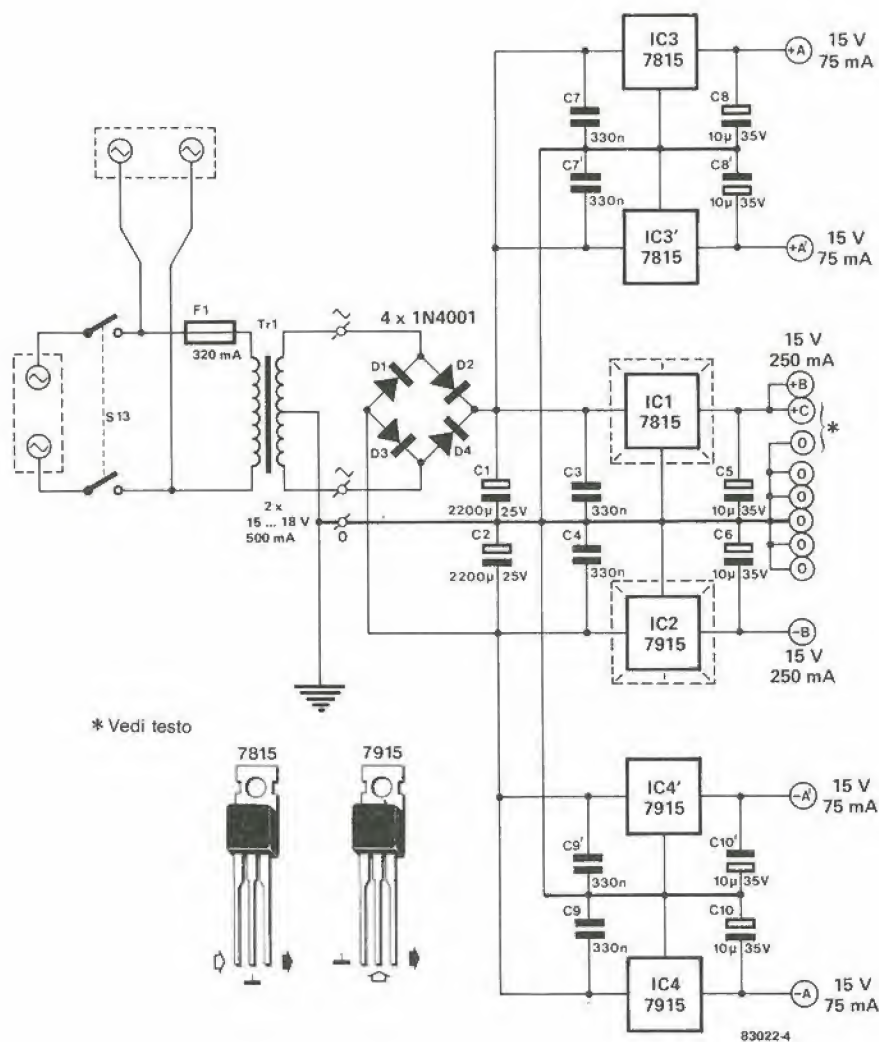 IC3
7815
C7
330n
C8
10µ 35V
+A
15 V
75 mA
C7'
330n
C8'
10µ 35V
IC3'
7815
+A'
15 V
75 mA
F1
320 mA
Tr1
S13
4 x 1N4001
D1
D2
D3
D4
2 x
15 ... 18 V
500 mA
0
C1
2200µ 25V
C2
2200µ 25V
C3
330n
C4
330n
IC1
7815
IC2
7915
C5
10µ 35V
C6
10µ 35V
15 V
250 mA
+B
+C
*
0
0
0
0
0
0
-B
15 V
250 mA
* Vedi testo
7815
7915
IC4'
7915
C9'
330n
C10'
10µ 35V
-A'
15 V
75 mA
C9
330n
C10
10µ 35V
IC4
7915
-A
15 V
75 mA
83022-4